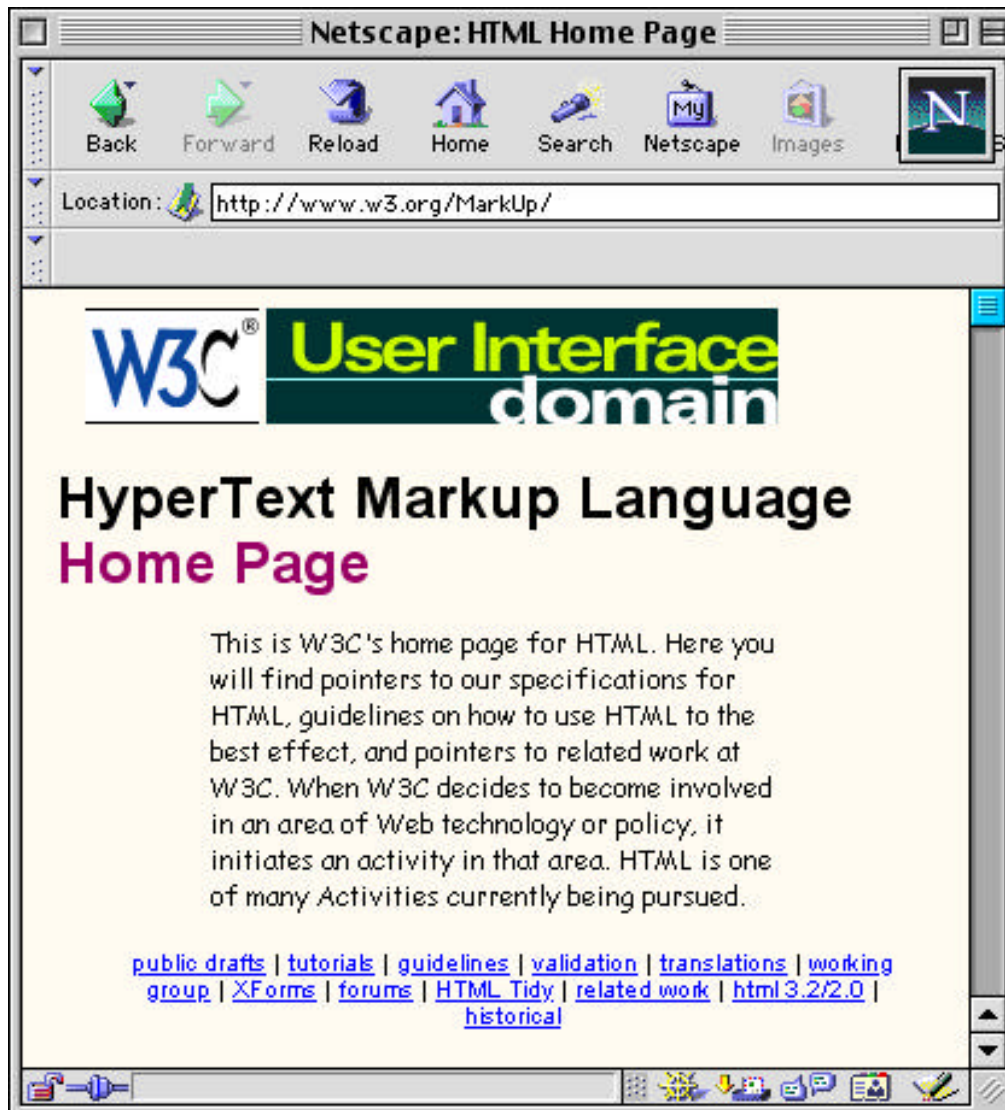 Netscape: HTML Home Page
Back Forward Reload Home Search My Netscape Images
N
Location: http://www.w3.org/MarkUp/
W3C® User Interface
domain
HyperText Markup Language
Home Page
This is W3C's home page for HTML. Here you
will find pointers to our specifications for
HTML, guidelines on how to use HTML to the
best effect, and pointers to related work at
W3C. When W3C decides to become involved
in an area of Web technology or policy, it
initiates an activity in that area. HTML is one
of many Activities currently being pursued.
public drafts | tutorials | guidelines | validation | translations | working
group | XForms | forums | HTML Tidy | related work | html 3.2/2.0 |
historical